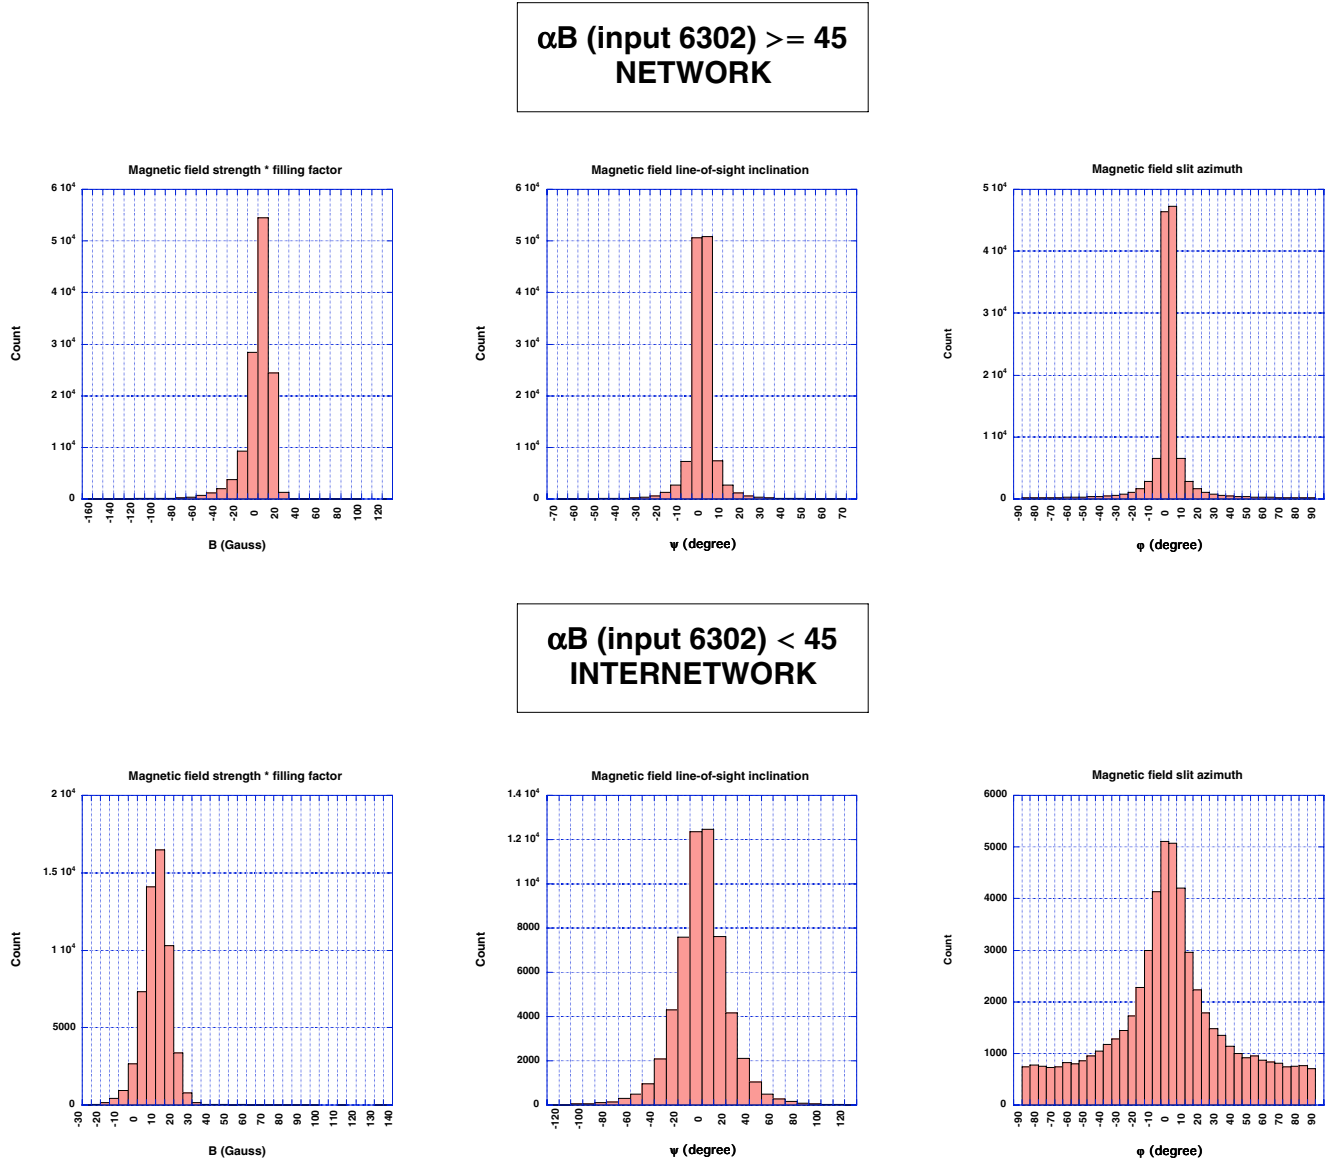 αB (input 6302) >= 45
NETWORK
Magnetic field strength * filling factor
6 10⁴
5 10⁴
4 10⁴
3 10⁴
2 10⁴
1 10⁴
0
Count
-160 -140 -120 -100 -80 -60 -40 -20 0 20 40 60 80 100 120
B (Gauss)
Magnetic field line-of-sight inclination
6 10⁴
5 10⁴
4 10⁴
3 10⁴
2 10⁴
1 10⁴
0
Count
-70 -60 -50 -40 -30 -20 -10 0 10 20 30 40 50 60 70
ψ (degree)
Magnetic field slit azimuth
5 10⁴
4 10⁴
3 10⁴
2 10⁴
1 10⁴
0
Count
-90 -80 -70 -60 -50 -40 -30 -20 -10 0 10 20 30 40 50 60 70 80 90
φ (degree)
αB (input 6302) < 45
INTERNETWORK
Magnetic field strength * filling factor
2 10⁴
1.5 10⁴
1 10⁴
5000
0
Count
-30 -20 -10 0 10 20 30 40 50 60 70 80 90 100 110 120 130 140
B (Gauss)
Magnetic field line-of-sight inclination
1.4 10⁴
1.2 10⁴
1 10⁴
8000
6000
4000
2000
0
Count
-120 -100 -80 -60 -40 -20 0 20 40 60 80 100 120
ψ (degree)
Magnetic field slit azimuth
6000
5000
4000
3000
2000
1000
0
Count
-90 -80 -70 -60 -50 -40 -30 -20 -10 0 10 20 30 40 50 60 70 80 90
φ (degree)